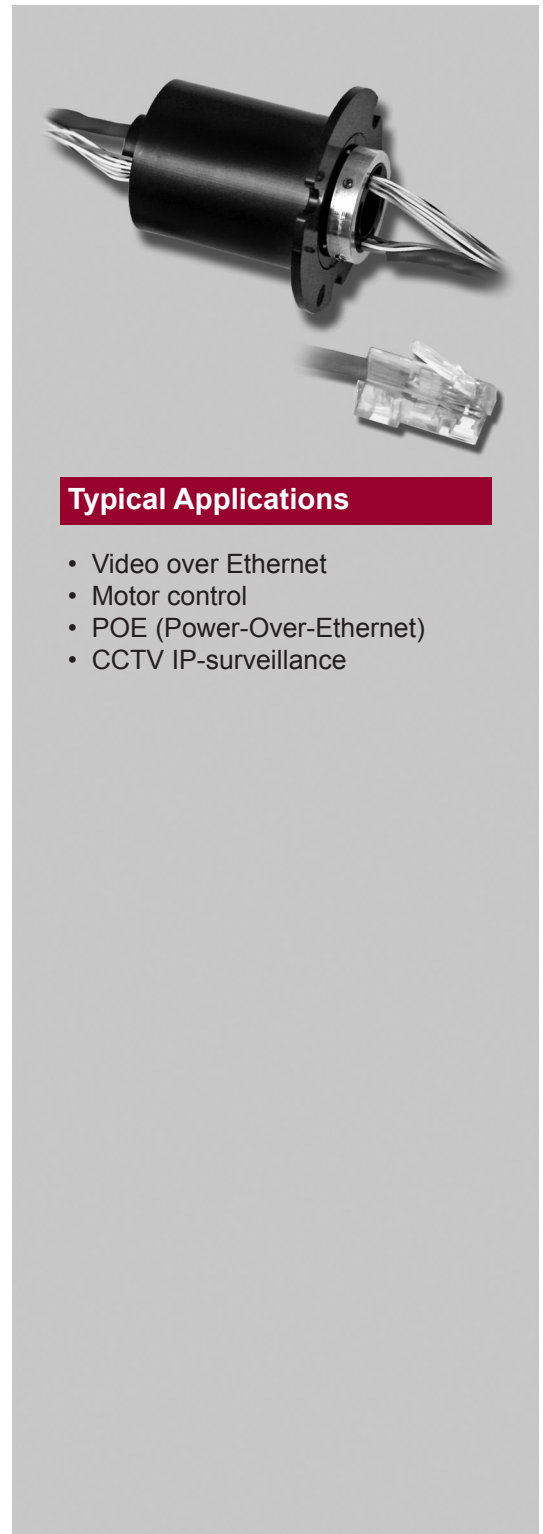 Typical Applications
• Video over Ethernet
• Motor control
• POE (Power-Over-Ethernet)
• CCTV IP-surveillance